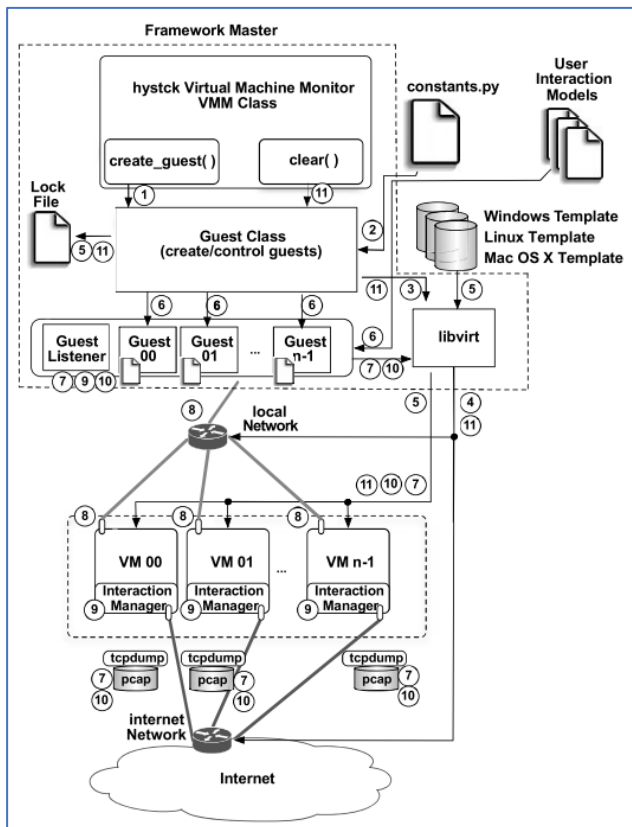 Framework Master
hystck Virtual Machine Monitor
VMM Class
create_guest( )
clear( )
constants.py
User
Interaction
Models
1
11
Lock
File
5 11
Guest Class
(create/control guests)
2
Windows Template
Linux Template
Mac OS X Template
11
3
5
6
6
6
6
Guest
Listener
Guest
00
Guest
01
...
Guest
n-1
libvirt
7 9 10
7 10
8
local
Network
5
4
11
11 10 7
8
8
8
VM 00
VM 01
...
VM n-1
Interaction
Manager
Interaction
Manager
Interaction
Manager
9
9
9
tcpdump
pcap
7
10
tcpdump
pcap
7
10
tcpdump
pcap
7
10
internet
Network
Internet